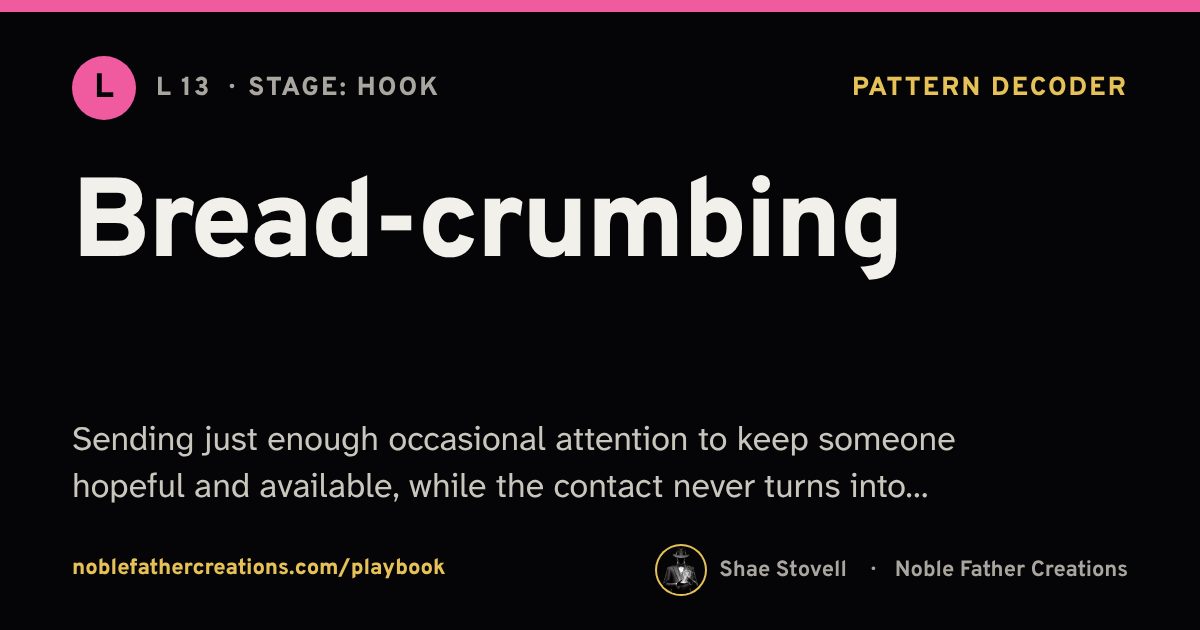 L
L 13 · STAGE: HOOK
PATTERN DECODER
Bread-crumbing
Sending just enough occasional attention to keep someone
hopeful and available, while the contact never turns into...
noblefathercreations.com/playbook
Shae Stovell · Noble Father Creations